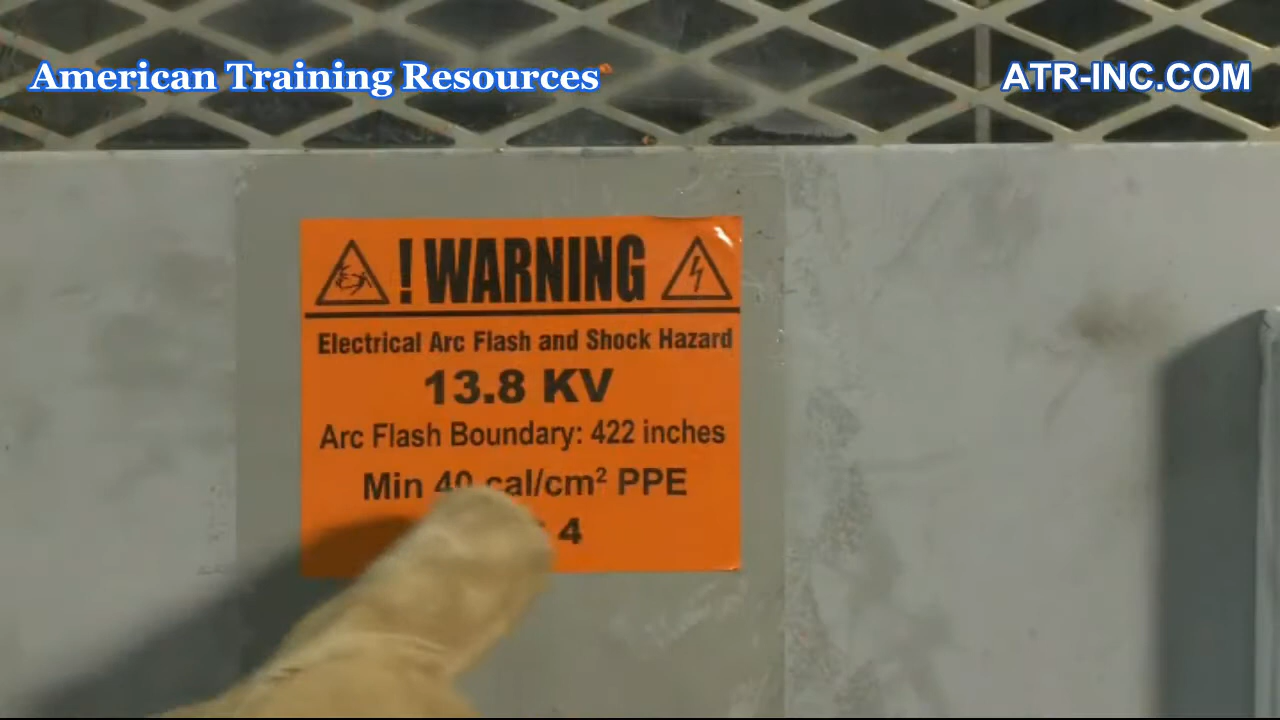 American Training Resources
ATR-INC.COM
! WARNING
Electrical Arc Flash and Shock Hazard
13.8 KV
Arc Flash Boundary: 422 inches
Min 40 cal/cm² PPE
4